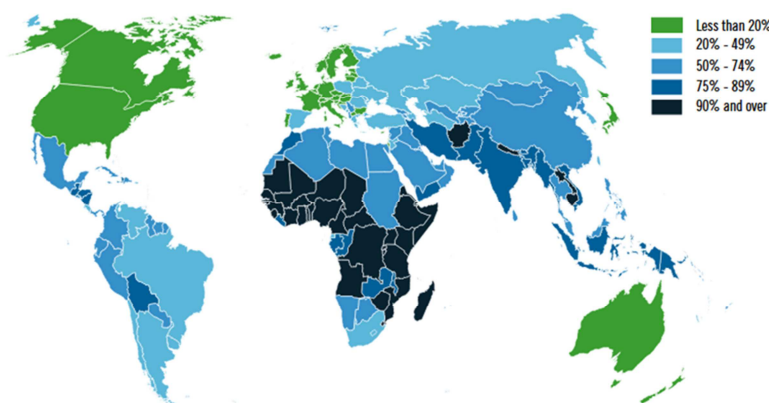 Less than 20%
20% - 49%
50% - 74%
75% - 89%
90% and over